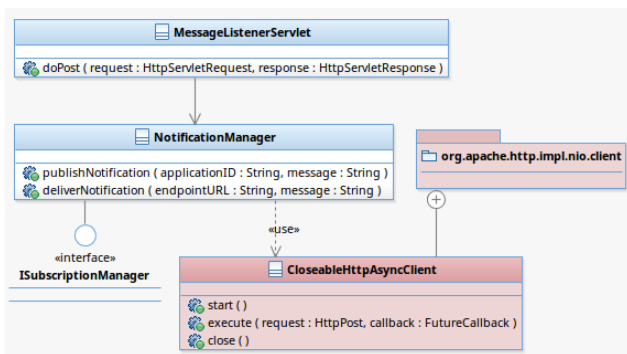 MessageListenerServlet
doPost ( request : HttpServletRequest, response : HttpServletResponse )
NotificationManager
publishNotification ( applicationID : String, message : String )
deliverNotification ( endpointURL : String, message : String )
org.apache.http.impl.nio.client
«use»
«interface»
ISubscriptionManager
CloseableHttpAsyncClient
start ( )
execute ( request : HttpPost, callback : FutureCallback )
close ( )